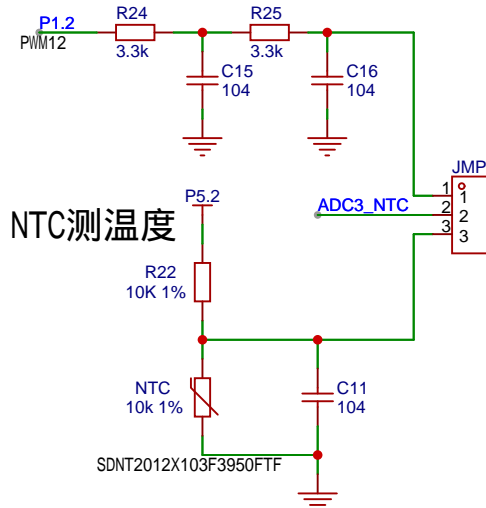 P1.2
PWM12
R24
3.3k
R25
3.3k
C15
104
C16
104
JMP
1
1
2
2
3
3
ADC3_NTC
P5.2
NTC测温度
R22
10K 1%
NTC
10k 1%
C11
104
SDNT2012X103F3950FTF